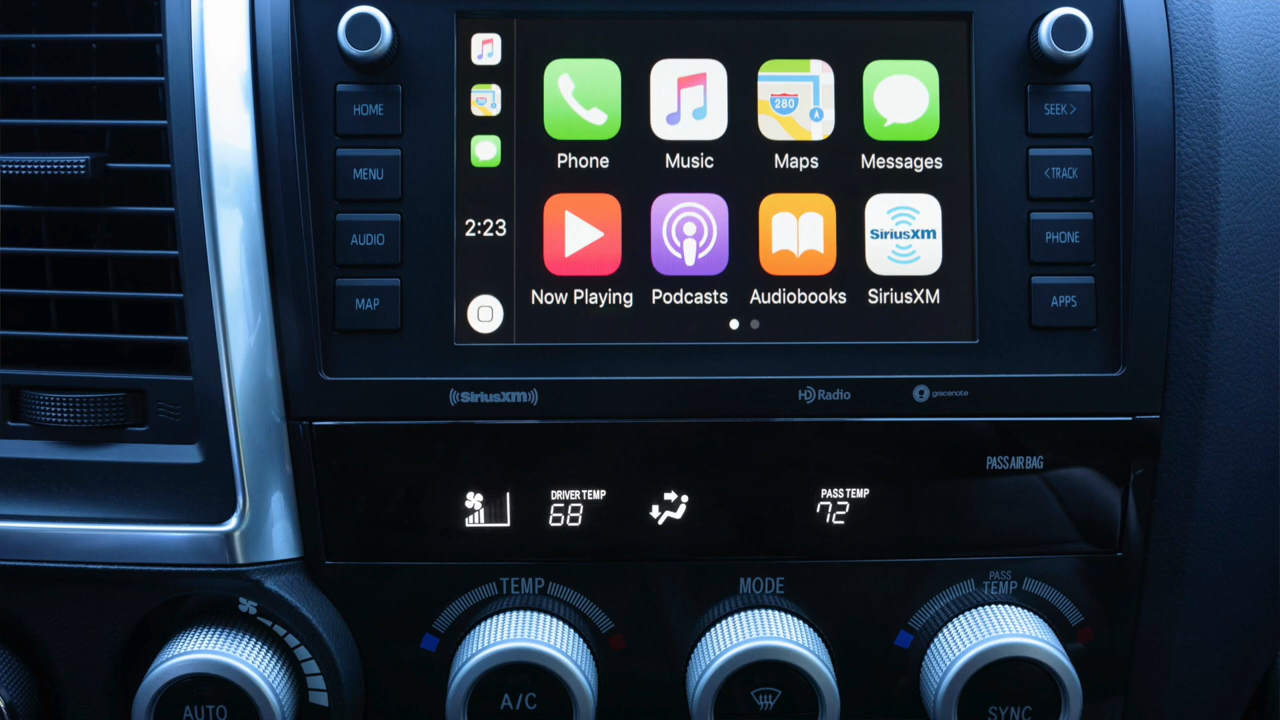 HOME
MENU
AUDIO
MAP
2:23
280
Phone
Music
Maps
Messages
SiriusXM
Now Playing
Podcasts
Audiobooks
SiriusXM
SEEK >
< TRACK
PHONE
APPS
SiriusXM
HD Radio
gracenote
PASS AIR BAG
DRIVER TEMP
68
PASS TEMP
72
TEMP
MODE
PASS
TEMP
AUTO
A/C
SYNC